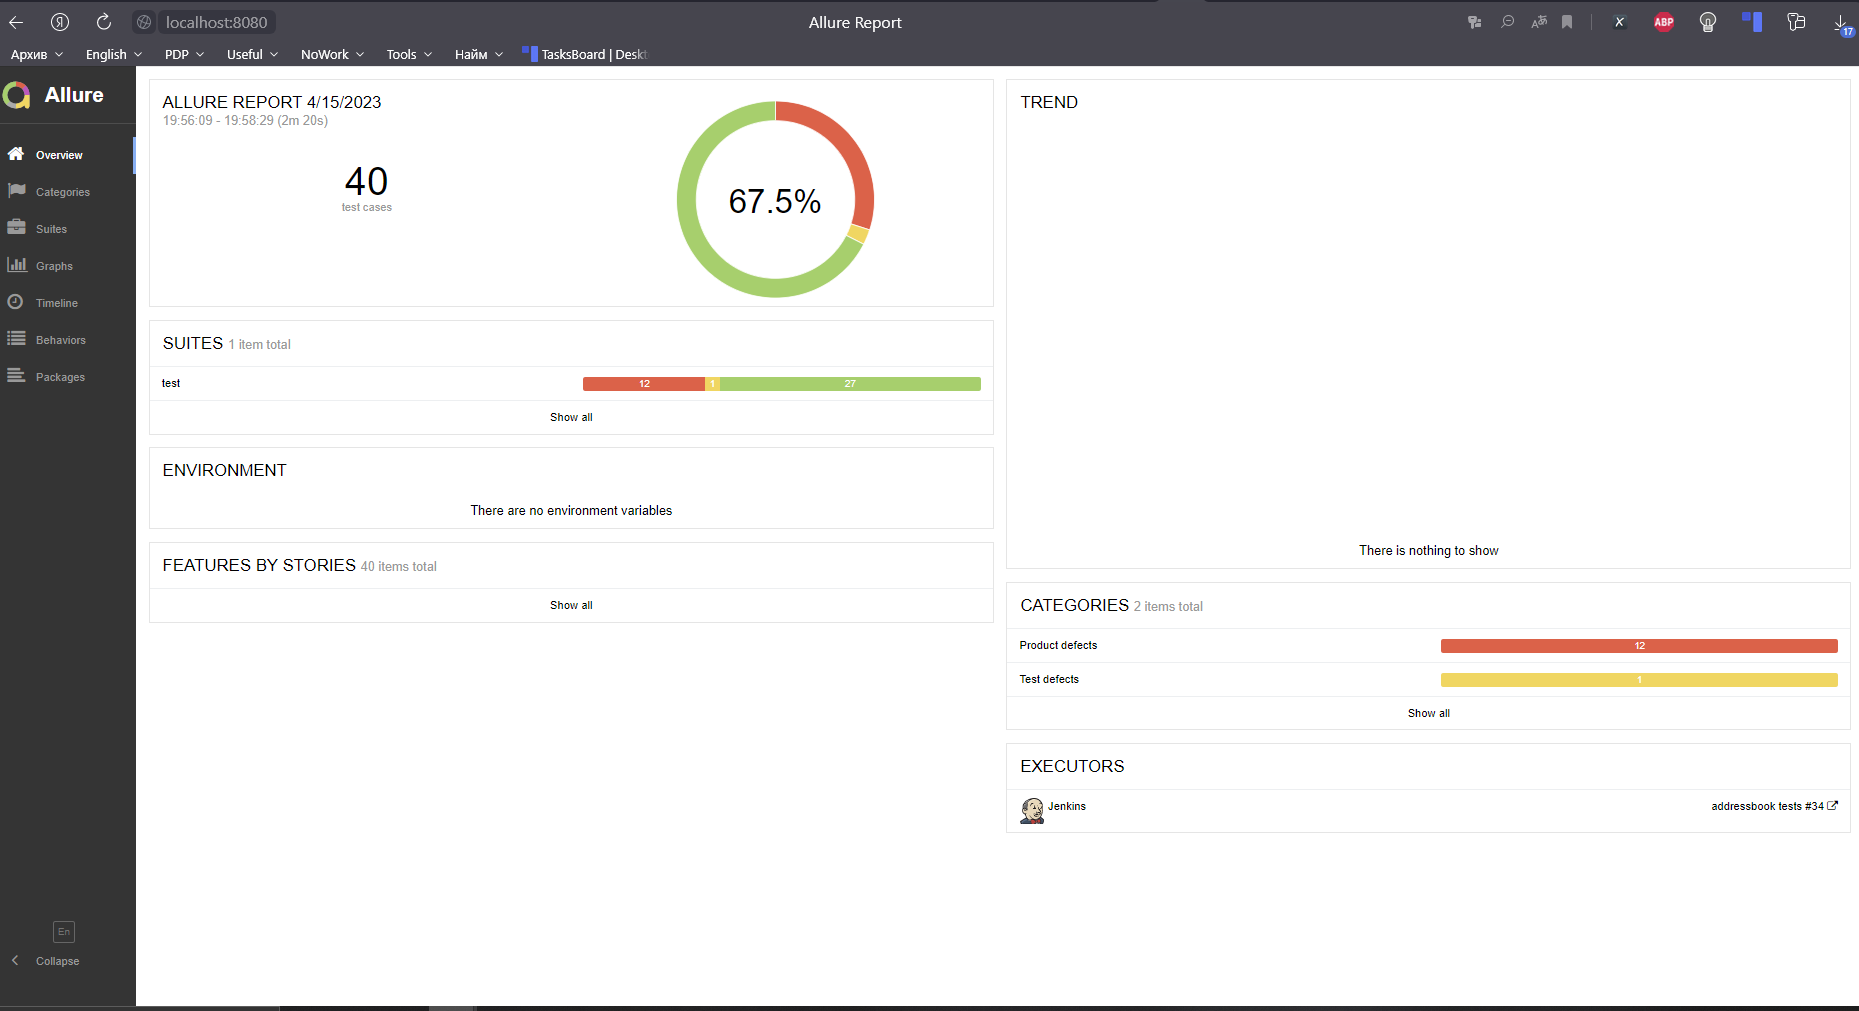 localhost:8080
Allure Report
ABP
17
Архив
English
PDP
Useful
NoWork
Tools
Найм
TasksBoard | Deskt
Allure
Overview
Categories
Suites
Graphs
Timeline
Behaviors
Packages
En
Collapse
ALLURE REPORT 4/15/2023
19:56:09 - 19:58:29 (2m 20s)
40
test cases
67.5%
SUITES 1 item total
test 12 1 27
Show all
ENVIRONMENT
There are no environment variables
FEATURES BY STORIES 40 items total
Show all
TREND
There is nothing to show
CATEGORIES 2 items total
Product defects 12
Test defects 1
Show all
EXECUTORS
Jenkins addressbook tests #34